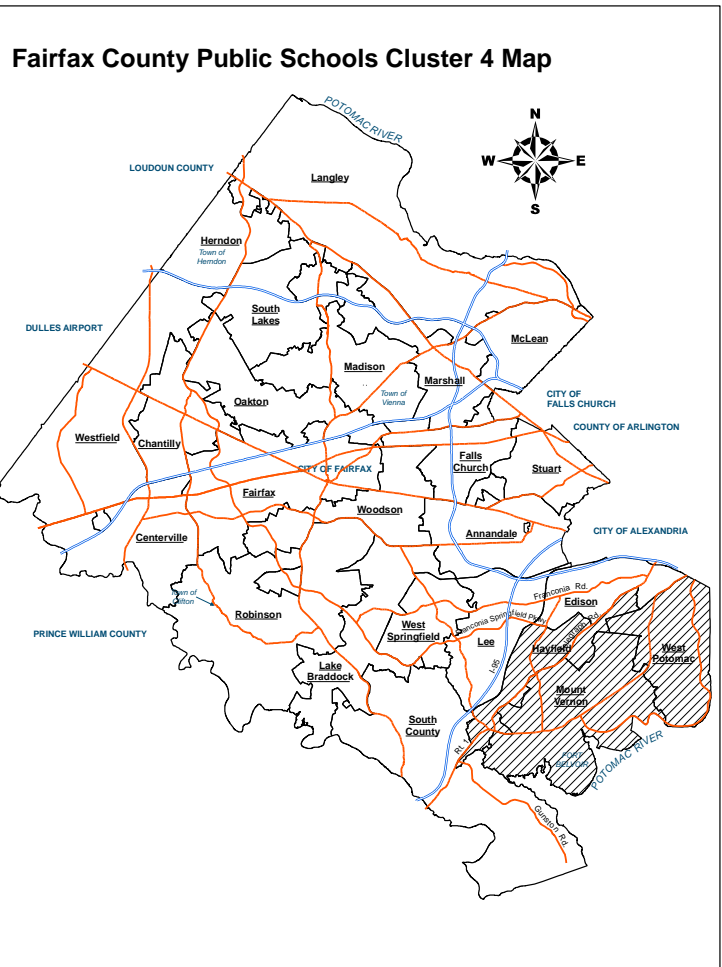 Fairfax County Public Schools Cluster 4 Map
POTOMAC RIVER
N
W
E
S
LOUDOUN COUNTY
Langley
Herndon
Town of
Herndon
South
Lakes
DULLES AIRPORT
McLean
Madison
Marshall
Town of
Vienna
Oakton
CITY OF
FALLS CHURCH
COUNTY OF ARLINGTON
Westfield
Chantilly
Falls
Church
Stuart
CITY OF FAIRFAX
Fairfax
Woodson
Annandale
CITY OF ALEXANDRIA
Centerville
Franconia Rd.
Edison
Town of
Clifton
Robinson
West
Springfield
Franconia Springfield Pkwy
Telegraph Rd.
Lee
Hayfield
West
Potomac
PRINCE WILLIAM COUNTY
Lake
Braddock
I-95
Mount
Vernon
South
County
Rt. 1
FORT
BELVOIR
POTOMAC RIVER
Gunston Rd.